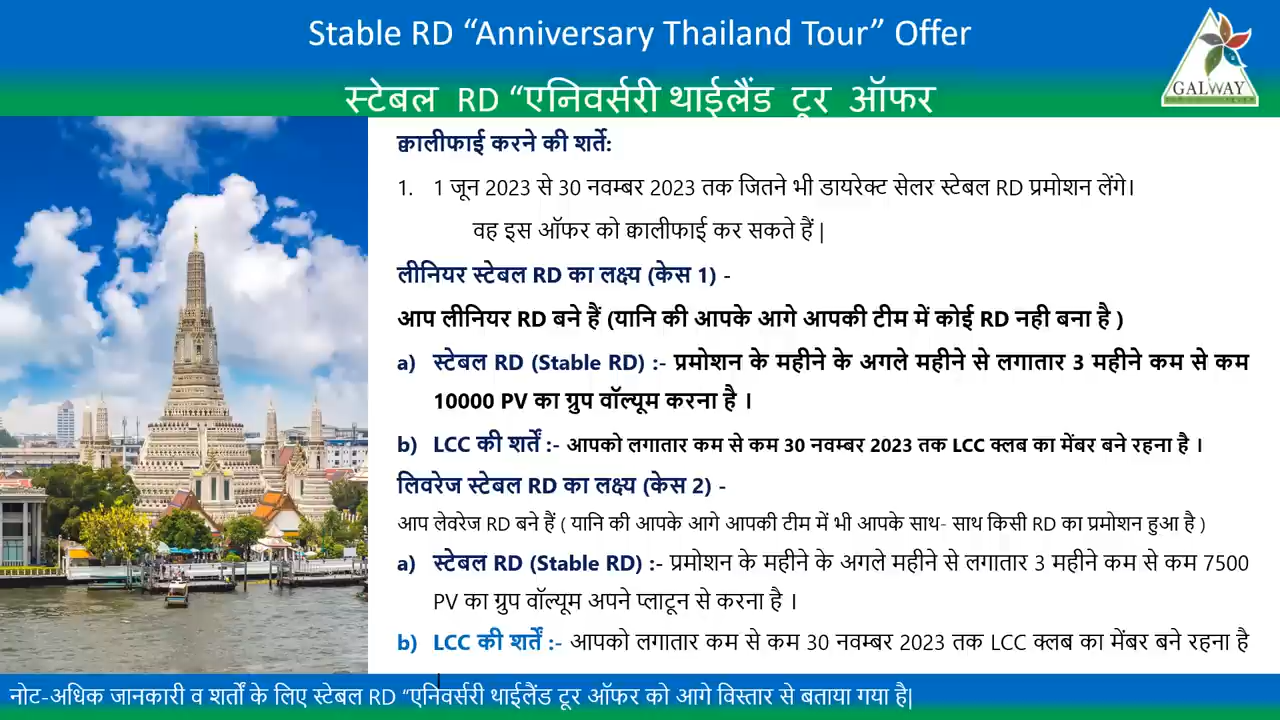 Stable RD “Anniversary Thailand Tour” Offer
स्टेबल RD “एनिवर्सरी थाईलैंड टूर ऑफर
GALWAY
क्वालीफाई करने की शर्ते:
1. 1 जून 2023 से 30 नवम्बर 2023 तक जितने भी डायरेक्ट सेलर स्टेबल RD प्रमोशन लेंगे।
वह इस ऑफर को क्वालीफाई कर सकते हैं |
लीनियर स्टेबल RD का लक्ष्य (केस 1) -
आप लीनियर RD बने हैं (यानि की आपके आगे आपकी टीम में कोई RD नही बना है )
a) स्टेबल RD (Stable RD) :- प्रमोशन के महीने के अगले महीने से लगातार 3 महीने कम से कम
10000 PV का ग्रुप वॉल्यूम करना है ।
b) LCC की शर्तें :- आपको लगातार कम से कम 30 नवम्बर 2023 तक LCC क्लब का मेंबर बने रहना है ।
लिवरेज स्टेबल RD का लक्ष्य (केस 2) -
आप लेवरेज RD बने हैं ( यानि की आपके आगे आपकी टीम में भी आपके साथ- साथ किसी RD का प्रमोशन हुआ है )
a) स्टेबल RD (Stable RD) :- प्रमोशन के महीने के अगले महीने से लगातार 3 महीने कम से कम 7500
PV का ग्रुप वॉल्यूम अपने प्लाटून से करना है ।
b) LCC की शर्तें :- आपको लगातार कम से कम 30 नवम्बर 2023 तक LCC क्लब का मेंबर बने रहना है
नोट-अधिक जानकारी व शर्तों के लिए स्टेबल RD “एनिवर्सरी थाईलैंड टूर ऑफर को आगे विस्तार से बताया गया है|